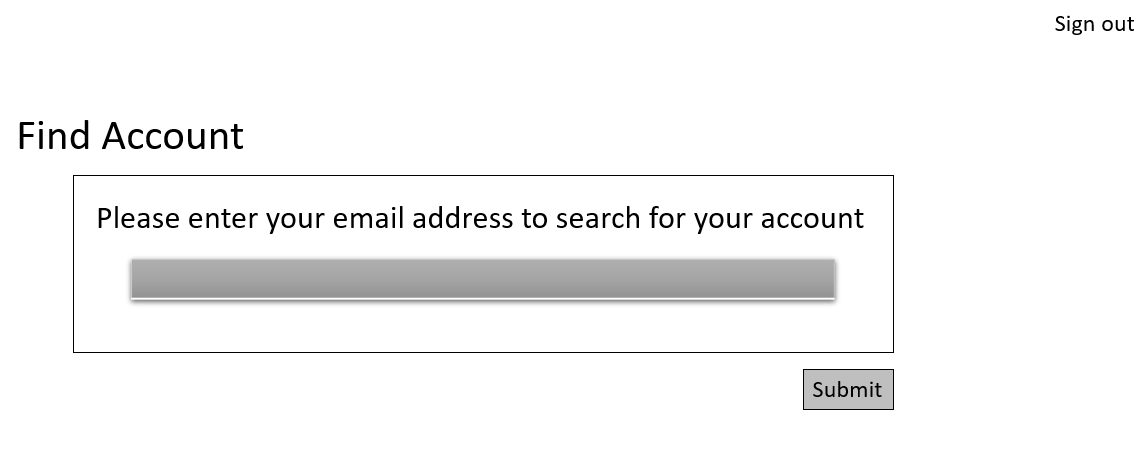 Sign out
Find Account
Please enter your email address to search for your account
Submit